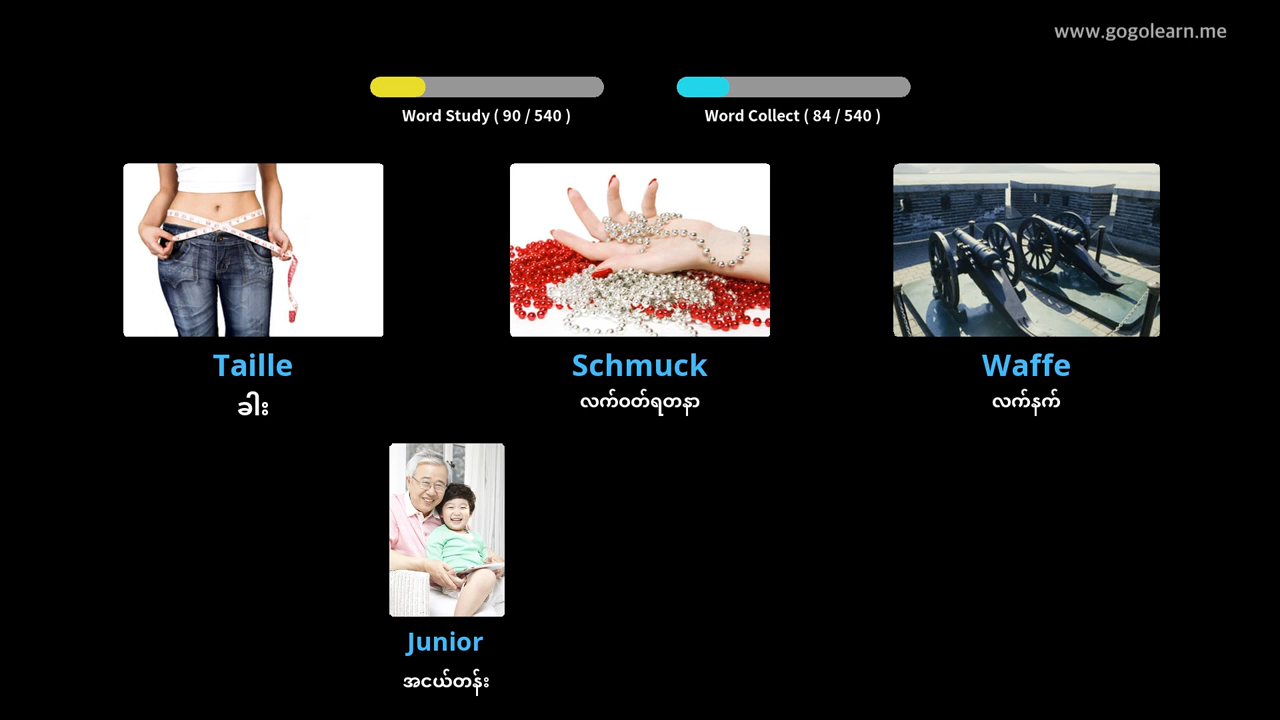 www.gogolearn.me
Word Study ( 90 / 540 )
Word Collect ( 84 / 540 )
Taille
ခါး
Schmuck
လက်ဝတ်ရတနာ
Waffe
လက်နက်
Junior
အငယ်တန်း